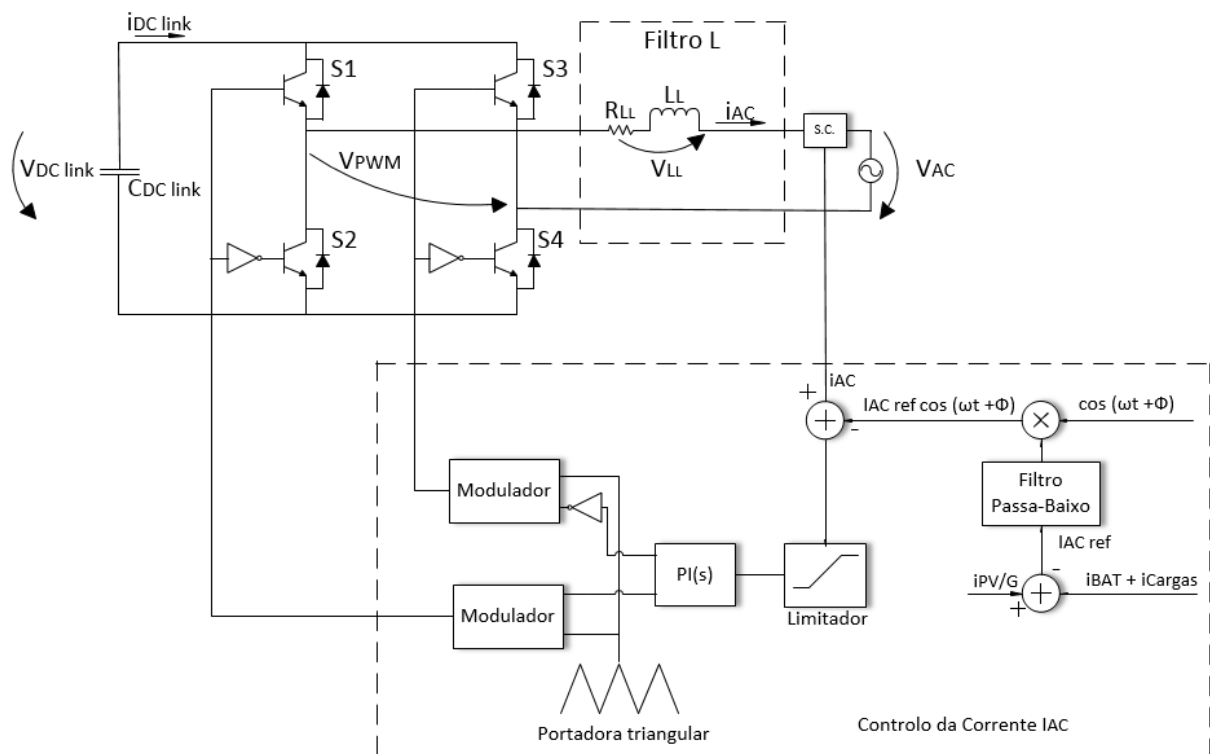 iDC link
Filtro L
S1
S3
RLL
LL
iAC
s.c.
VDC link
CDC link
VPWM
VLL
VAC
S2
S4
iAC
+
+
-
IAC ref cos (ωt +Φ)
×
cos (ωt +Φ)
Modulador
Filtro
Passa-Baixo
IAC ref
PI(s)
-
iPV/G
+
+
iBAT + iCargas
Modulador
Limitador
Portadora triangular
Controlo da Corrente IAC